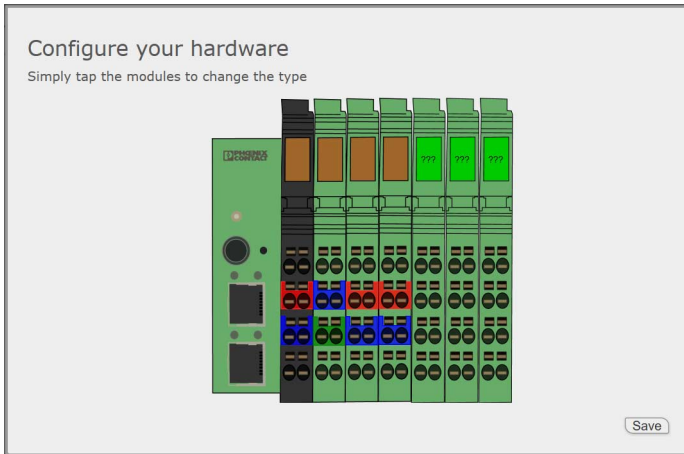 Configure your hardware
Simply tap the modules to change the type
PHOENIX
CONTACT
??? ??? ???
Save